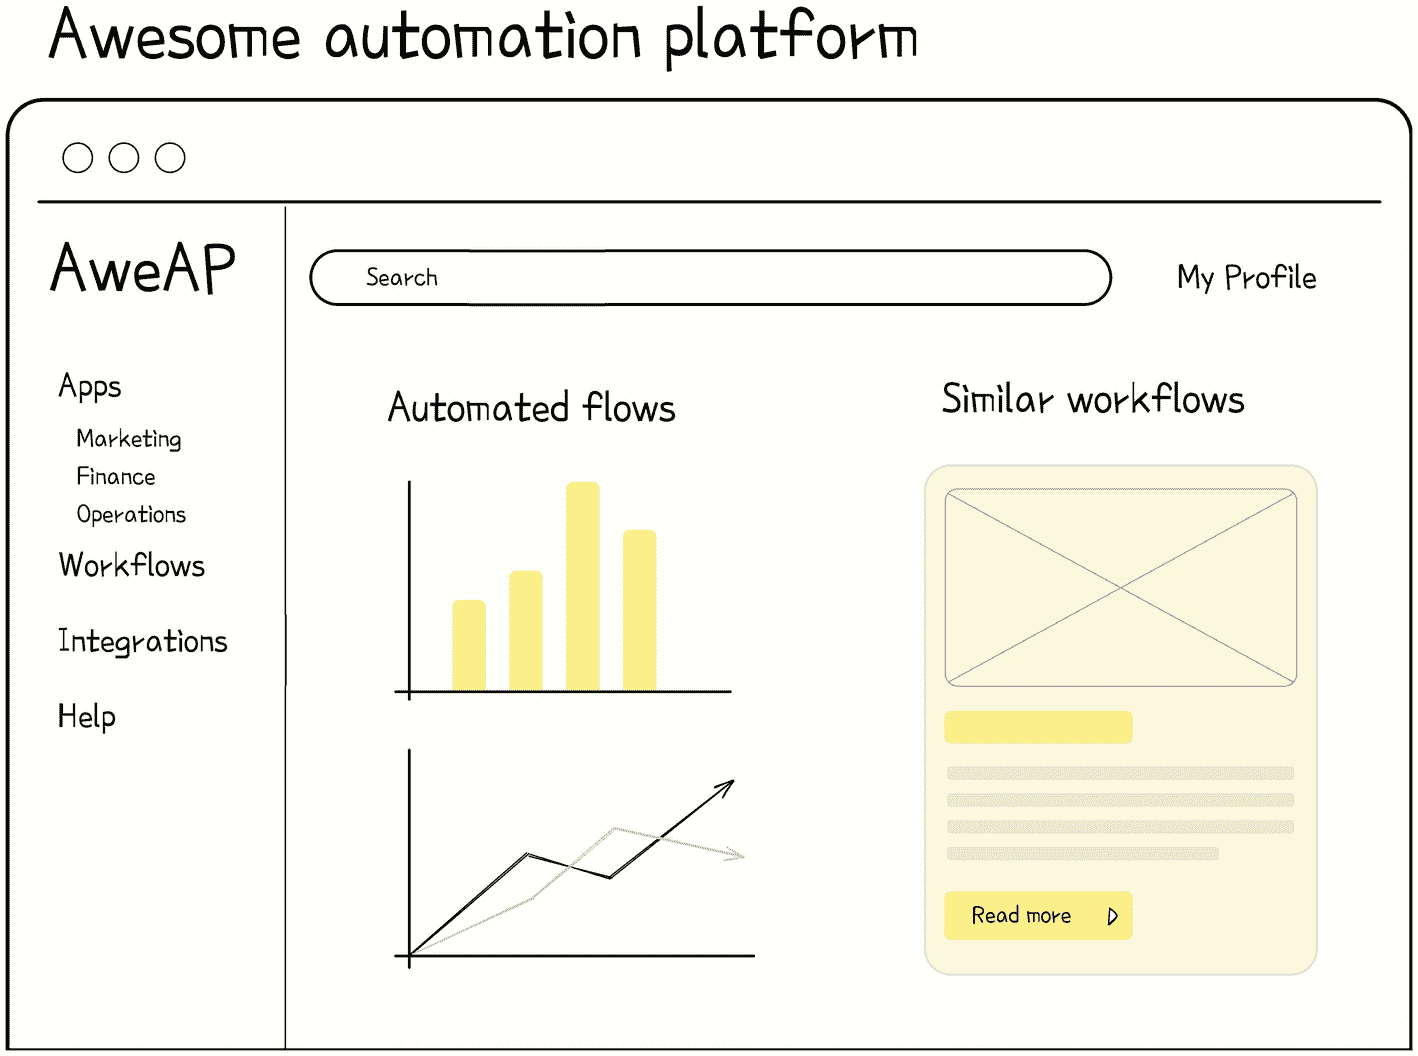 Awesome automation platform
AweAP
Search
My Profile
Apps
Marketing
Finance
Operations
Workflows
Integrations
Help
Automated flows
Similar workflows
Read more